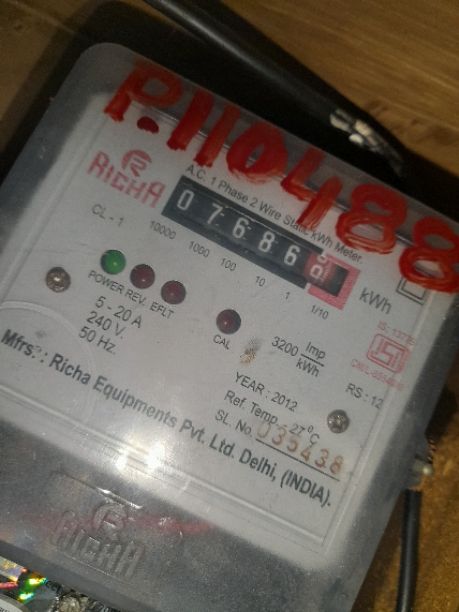 P.110488
RICHA
A.C. 1 Phase 2 Wire Static kWh Meter.
07686
kWh
CL - 1
10000 1000 100 10 1 1/10
POWER REV. EFLT
CAL
5 - 20 A
240 V.
50 Hz.
3200 Imp/kWh
YEAR : 2012
RS : 12
Ref. Temp. 27°C
SL. No. 035438
Mfrs. : Richa Equipments Pvt. Ltd. Delhi, (INDIA).
RICHA